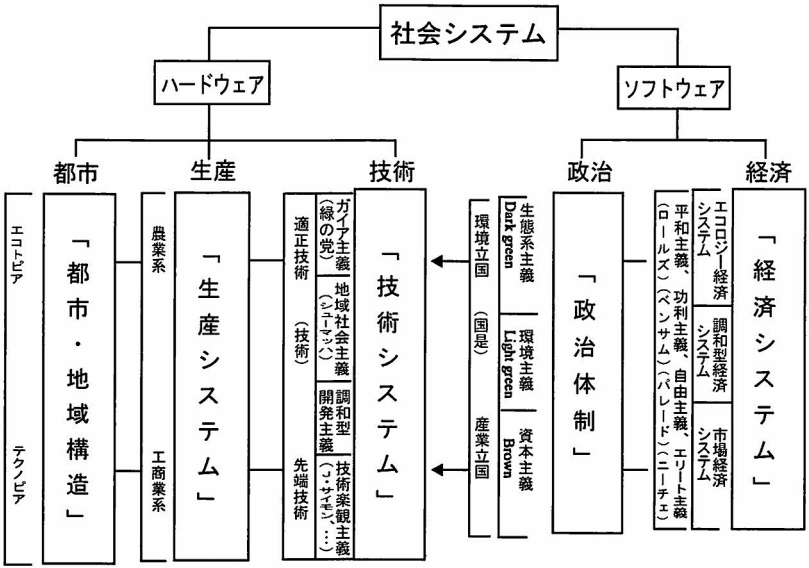 社会システム
ハードウェア
ソフトウェア
都市
生産
技術
政治
経済
エコトピア
テクノピア
「都市・地域構造」
農業系
工商業系
「生産システム」
適正技術
(技術)
先端技術
ガイア主義
(緑の党)
地域社会主義
(シューマッハ)
調和型
開発主義
技術楽観主義
(J・サイモン、…)
「技術システム」
環境立国
(国是)
産業立国
生態系主義
Dark green
環境主義
Light green
資本主義
Brown
「政治体制」
平和主義、功利主義、自由主義、エリート主義
(ロールズ)(ベンサム)(パレード)(ニーチェ)
エコロジー経済
システム
調和型経済
システム
市場経済
システム
「経済システム」